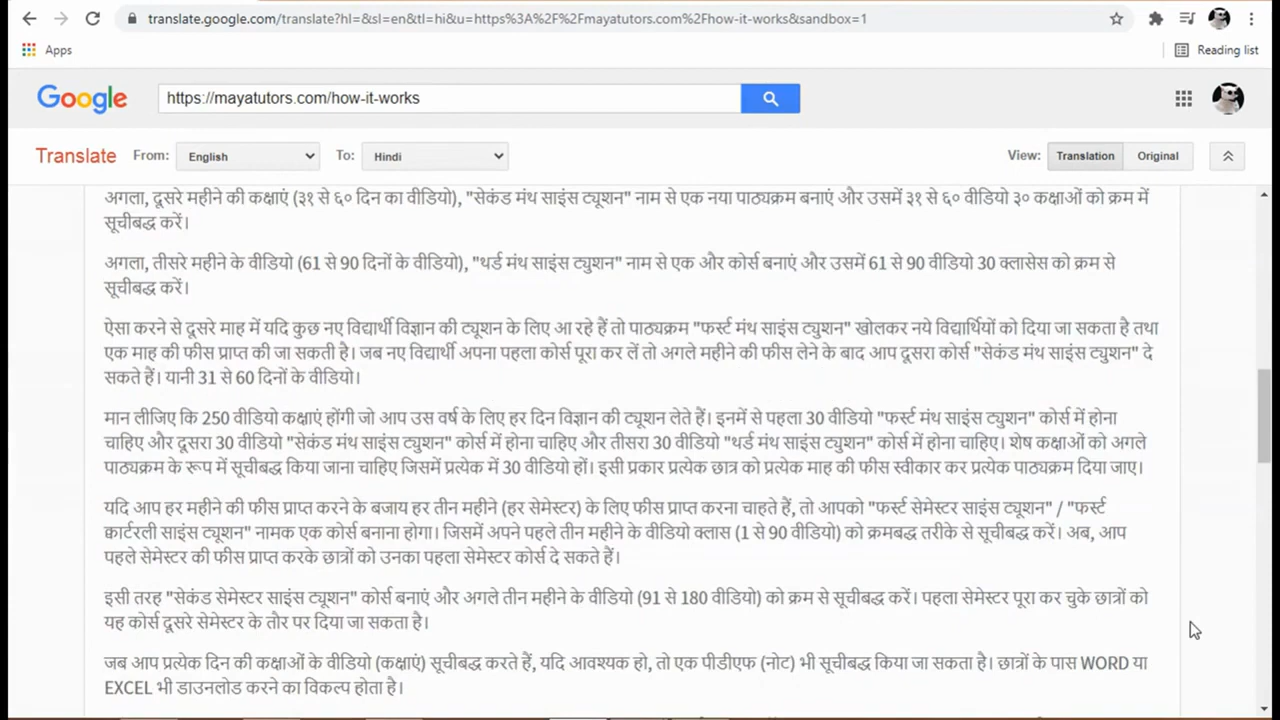 translate.google.com/translate?hl=&sl=en&tl=hi&u=https%3A%2F%2Fmayatutors.com%2Fhow-it-works&sandbox=1
Apps
Reading list
Google
https://mayatutors.com/how-it-works
Translate
From:
English
To:
Hindi
View:
Translation
Original
अगला, दूसरे महीने की कक्षाएं (३१ से ६० दिन का वीडियो), "सेकंड मंथ साइंस ट्यूशन" नाम से एक नया पाठ्यक्रम बनाएं और उसमें ३१ से ६० वीडियो ३० कक्षाओं को क्रम में
सूचीबद्ध करें।
अगला, तीसरे महीने के वीडियो (61 से 90 दिनों के वीडियो), "थर्ड मंथ साइंस ट्युशन" नाम से एक और कोर्स बनाएं और उसमें 61 से 90 वीडियो 30 क्लासेस को क्रम से
सूचीबद्ध करें।
ऐसा करने से दूसरे माह में यदि कुछ नए विद्यार्थी विज्ञान की ट्यूशन के लिए आ रहे हैं तो पाठ्यक्रम "फर्स्ट मंथ साइंस ट्युशन" खोलकर नये विद्यार्थियों को दिया जा सकता है तथा
एक माह की फीस प्राप्त की जा सकती है। जब नए विद्यार्थी अपना पहला कोर्स पूरा कर लें तो अगले महीने की फीस लेने के बाद आप दूसरा कोर्स "सेकंड मंथ साइंस ट्युशन" दे
सकते हैं। यानी 31 से 60 दिनों के वीडियो।
मान लीजिए कि 250 वीडियो कक्षाएं होंगी जो आप उस वर्ष के लिए हर दिन विज्ञान की ट्यूशन लेते हैं। इनमें से पहला 30 वीडियो "फर्स्ट मंथ साइंस ट्युशन" कोर्स में होना
चाहिए और दूसरा 30 वीडियो "सेकंड मंथ साइंस ट्युशन" कोर्स में होना चाहिए और तीसरा 30 वीडियो "थर्ड मंथ साइंस ट्युशन" कोर्स में होना चाहिए। शेष कक्षाओं को अगले
पाठ्यक्रम के रूप में सूचीबद्ध किया जाना चाहिए जिसमें प्रत्येक में 30 वीडियो हों। इसी प्रकार प्रत्येक छात्र को प्रत्येक माह की फीस स्वीकार कर प्रत्येक पाठ्यक्रम दिया जाए।
यदि आप हर महीने की फीस प्राप्त करने के बजाय हर तीन महीने (हर सेमेस्टर) के लिए फीस प्राप्त करना चाहते हैं, तो आपको "फर्स्ट सेमेस्टर साइंस ट्यूशन" / "फर्स्ट
क्वार्टरली साइंस ट्यूशन" नामक एक कोर्स बनाना होगा। जिसमें अपने पहले तीन महीने के वीडियो क्लास (1 से 90 वीडियो) को क्रमबद्ध तरीके से सूचीबद्ध करें। अब, आप
पहले सेमेस्टर की फीस प्राप्त करके छात्रों को उनका पहला सेमेस्टर कोर्स दे सकते हैं।
इसी तरह "सेकंड सेमेस्टर साइंस ट्यूशन" कोर्स बनाएं और अगले तीन महीने के वीडियो (91 से 180 वीडियो) को क्रम से सूचीबद्ध करें। पहला सेमेस्टर पूरा कर चुके छात्रों को
यह कोर्स दूसरे सेमेस्टर के तौर पर दिया जा सकता है।
जब आप प्रत्येक दिन की कक्षाओं के वीडियो (कक्षाएं) सूचीबद्ध करते हैं, यदि आवश्यक हो, तो एक पीडीएफ (नोट) भी सूचीबद्ध किया जा सकता है। छात्रों के पास WORD या
EXCEL भी डाउनलोड करने का विकल्प होता है।